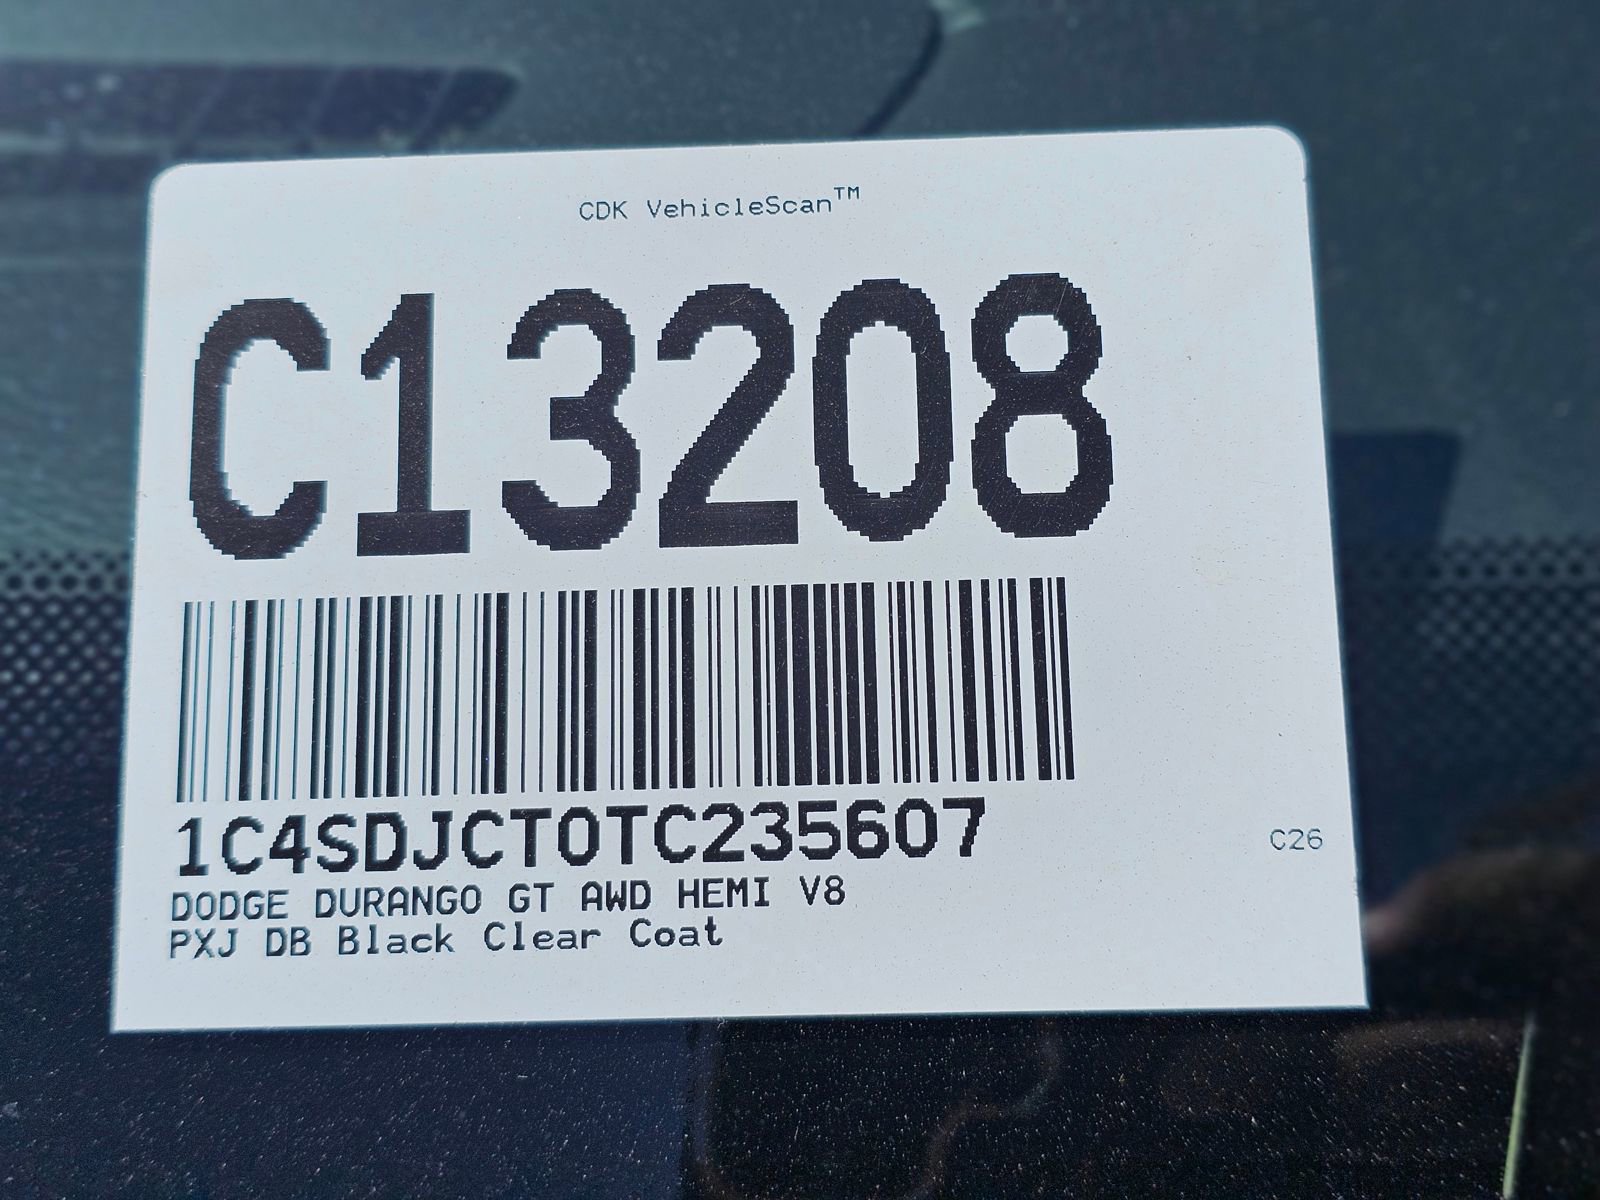 CDK VehicleScan™
C13208
1C4SDJCT0TC235607
DODGE DURANGO GT AWD HEMI V8
PXJ DB Black Clear Coat
C26